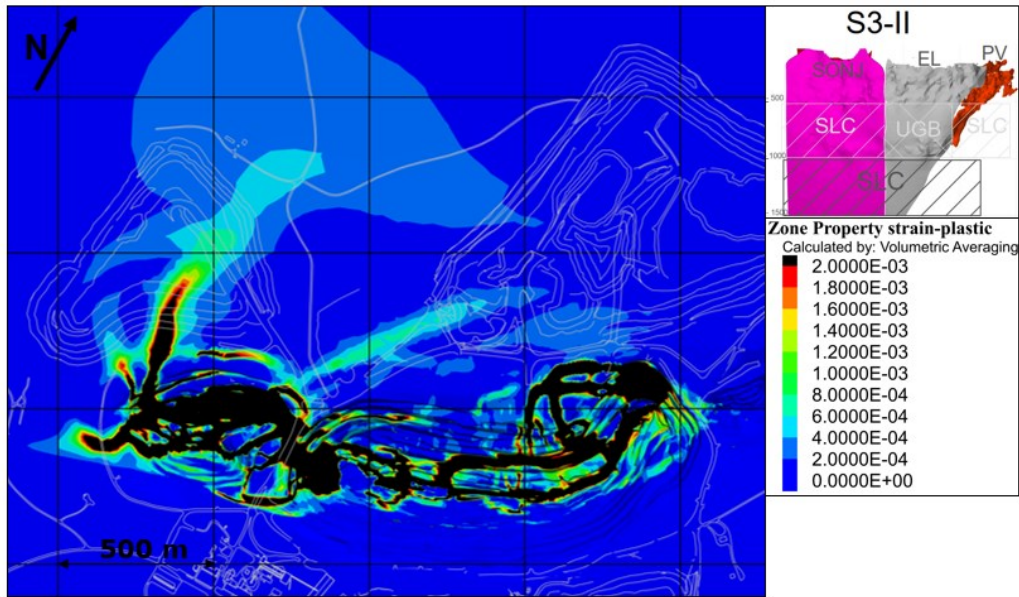 N
500 m
S3-II
SONJ
EL
PV
500
SLC
UGB
SLC
1000
SLC
Zone Property strain-plastic
Calculated by: Volumetric Averaging
2.0000E-03
1.8000E-03
1.6000E-03
1.4000E-03
1.2000E-03
1.0000E-03
8.0000E-04
6.0000E-04
4.0000E-04
2.0000E-04
0.0000E+00